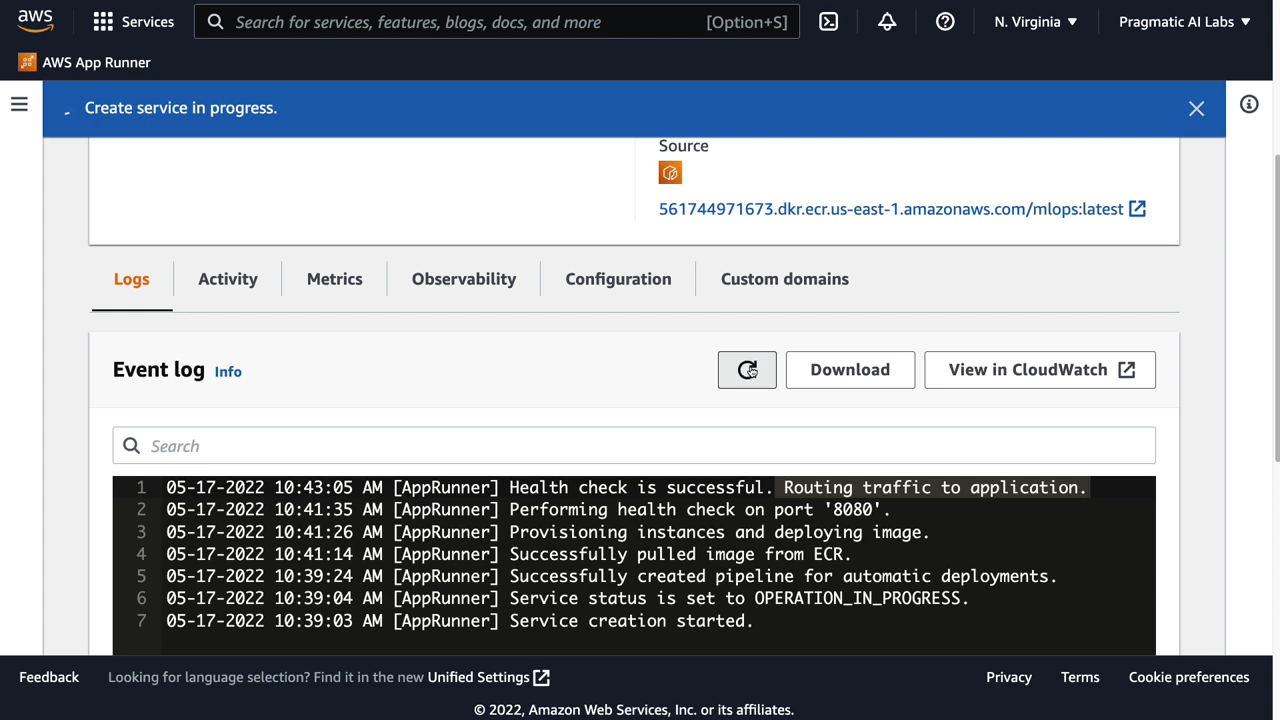 aws Services Search for services, features, blogs, docs, and more [Option+S] N. Virginia Pragmatic AI Labs
AWS App Runner
Create service in progress.
Source
561744971673.dkr.ecr.us-east-1.amazonaws.com/mlops:latest
Logs Activity Metrics Observability Configuration Custom domains
Event log Info Download View in CloudWatch
Search
1 05-17-2022 10:43:05 AM [AppRunner] Health check is successful. Routing traffic to application.
2 05-17-2022 10:41:35 AM [AppRunner] Performing health check on port '8080'.
3 05-17-2022 10:41:26 AM [AppRunner] Provisioning instances and deploying image.
4 05-17-2022 10:41:14 AM [AppRunner] Successfully pulled image from ECR.
5 05-17-2022 10:39:24 AM [AppRunner] Successfully created pipeline for automatic deployments.
6 05-17-2022 10:39:04 AM [AppRunner] Service status is set to OPERATION_IN_PROGRESS.
7 05-17-2022 10:39:03 AM [AppRunner] Service creation started.
Feedback Looking for language selection? Find it in the new Unified Settings Privacy Terms Cookie preferences
© 2022, Amazon Web Services, Inc. or its affiliates.